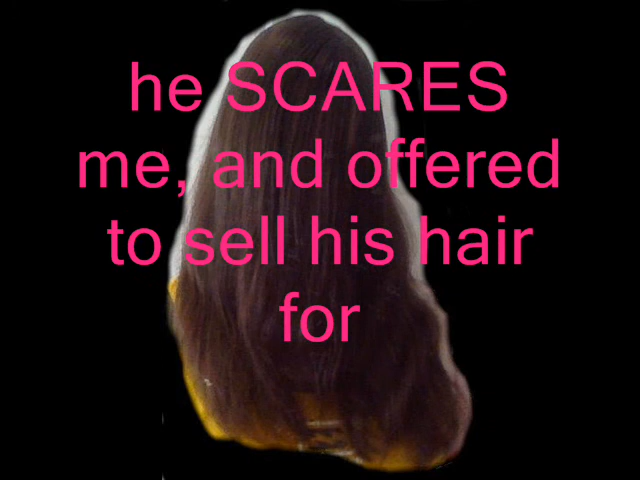 he SCARES
me, and offered
to sell his hair
for